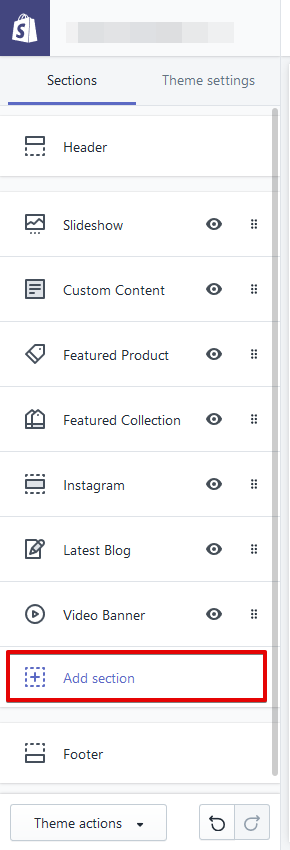 Sections Theme settings
Header
Slideshow
Custom Content
Featured Product
Featured Collection
Instagram
Latest Blog
Video Banner
Add section
Footer
Theme actions